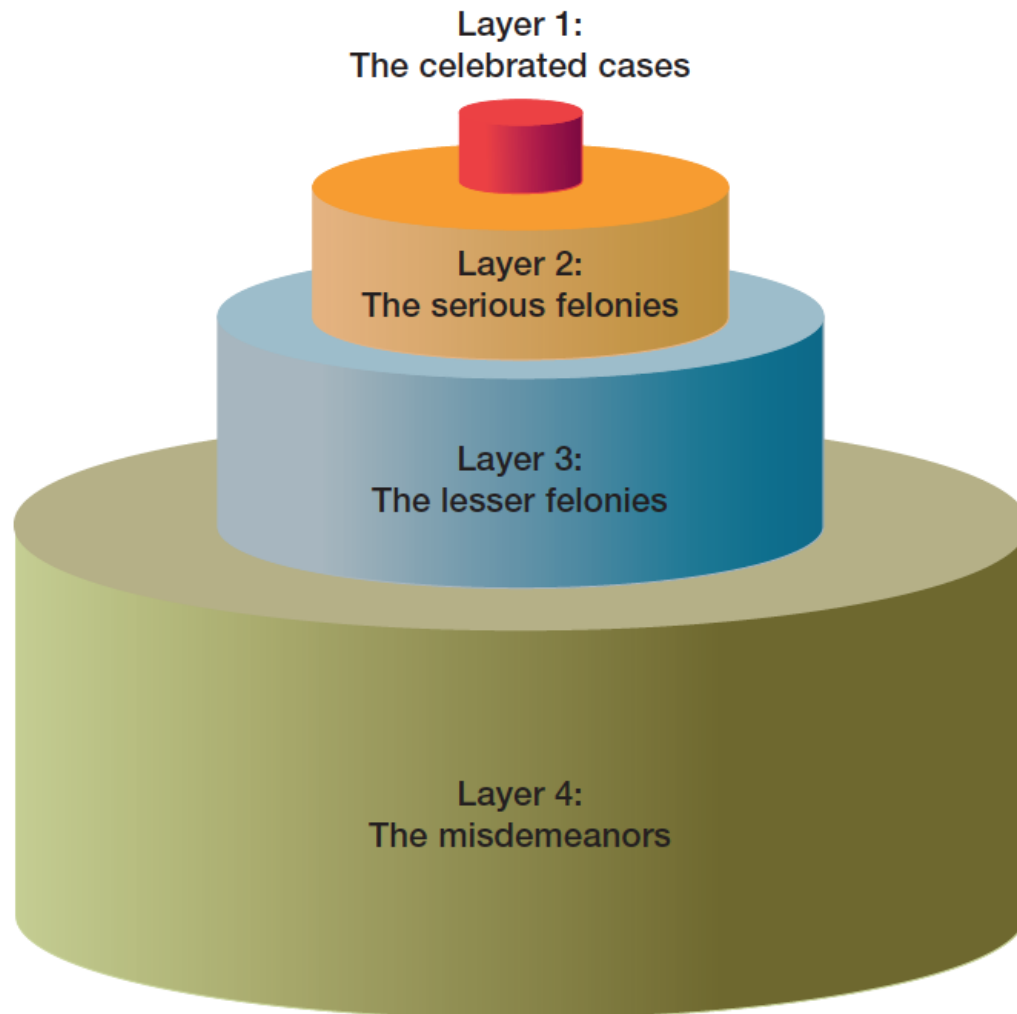 Layer 1:
The celebrated cases
Layer 2:
The serious felonies
Layer 3:
The lesser felonies
Layer 4:
The misdemeanors